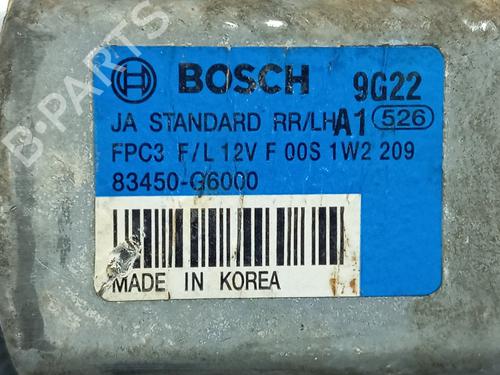 BOSCH 9G22
JA STANDARD RR/LH A1 526
FPC3 F/L 12V F 00S 1W2 209
83450-G6000
MADE IN KOREA
B-PARTS